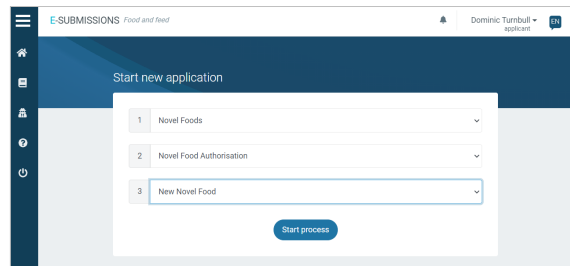 E-SUBMISSIONS Food and feed
Dominic Turnbull
applicant
EN
Start new application
1 Novel Foods
2 Novel Food Authorisation
3 New Novel Food
Start process